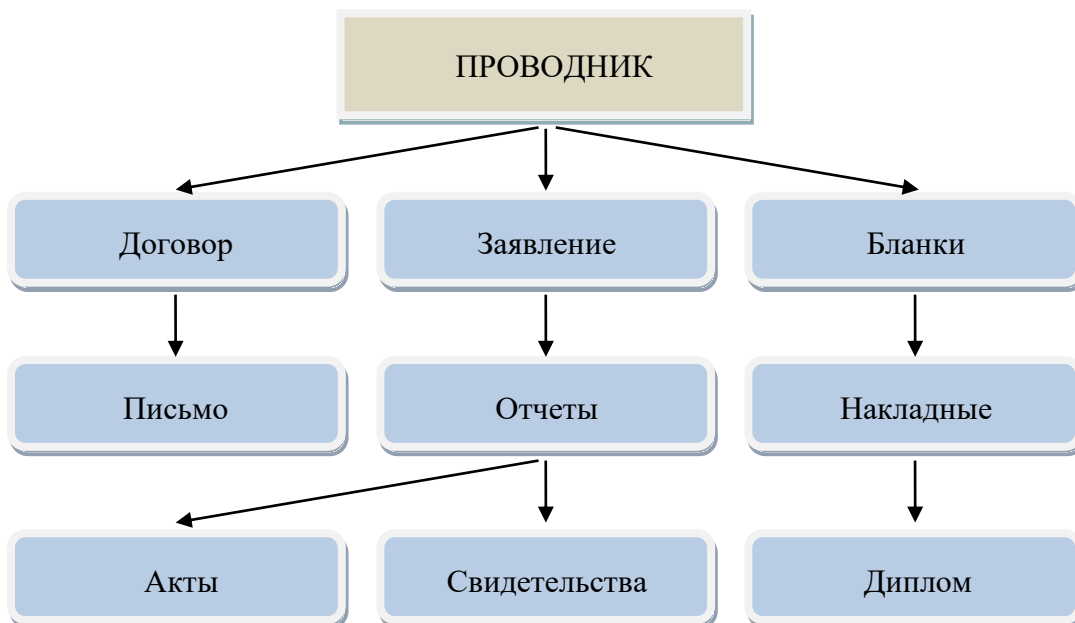 ПРОВОДНИК
Договор
Заявление
Бланки
Письмо
Отчеты
Накладные
Акты
Свидетельства
Диплом